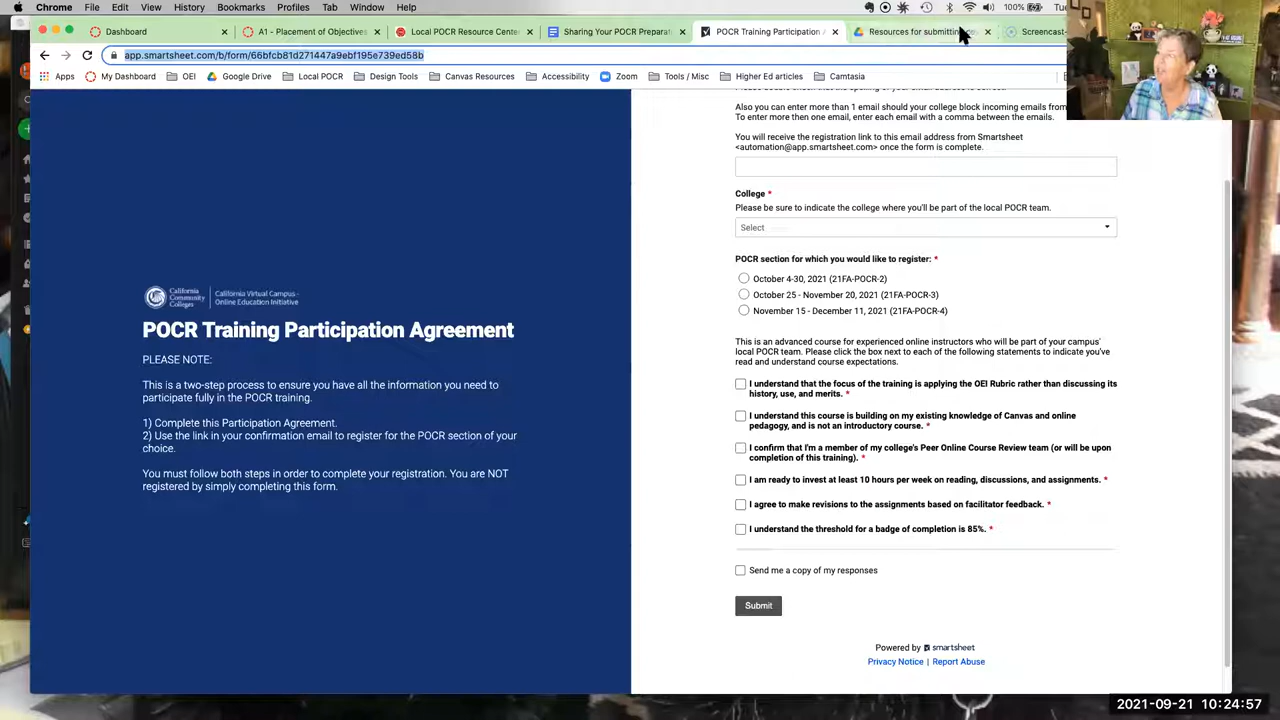 Chrome File Edit View History Bookmarks Profiles Tab Window Help
100% Tue
Dashboard
A1 - Placement of Objectives
Local POCR Resource Center
Sharing Your POCR Preparat
POCR Training Participation
Resources for submitting
Screencast-
app.smartsheet.com/b/form/66bfcb81d271447a9ebf195e739ed58b
Apps My Dashboard OEI Google Drive Local POCR Design Tools Canvas Resources Accessibility Zoom Tools / Misc Higher Ed articles Camtasia
Also you can enter more than 1 email should your college block incoming emails from
To enter more then one email, enter each email with a comma between the emails.
You will receive the registration link to this email address from Smartsheet
<automation@app.smartsheet.com> once the form is complete.
College *
Please be sure to indicate the college where you'll be part of the local POCR team.
Select
POCR section for which you would like to register: *
October 4-30, 2021 (21FA-POCR-2)
October 25 - November 20, 2021 (21FA-POCR-3)
November 15 - December 11, 2021 (21FA-POCR-4)
This is an advanced course for experienced online instructors who will be part of your campus'
local POCR team. Please click the box next to each of the following statements to indicate you've
read and understand course expectations.
I understand that the focus of the training is applying the OEI Rubric rather than discussing its
history, use, and merits. *
I understand this course is building on my existing knowledge of Canvas and online
pedagogy, and is not an introductory course. *
I confirm that I'm a member of my college's Peer Online Course Review team (or will be upon
completion of this training). *
I am ready to invest at least 10 hours per week on reading, discussions, and assignments. *
I agree to make revisions to the assignments based on facilitator feedback. *
I understand the threshold for a badge of completion is 85%. *
Send me a copy of my responses
Submit
Powered by smartsheet
Privacy Notice | Report Abuse
California
Community
Colleges
California Virtual Campus -
Online Education Initiative
POCR Training Participation Agreement
PLEASE NOTE:
This is a two-step process to ensure you have all the information you need to
participate fully in the POCR training.
1) Complete this Participation Agreement.
2) Use the link in your confirmation email to register for the POCR section of your
choice.
You must follow both steps in order to complete your registration. You are NOT
registered by simply completing this form.
2021-09-21 10:24:57